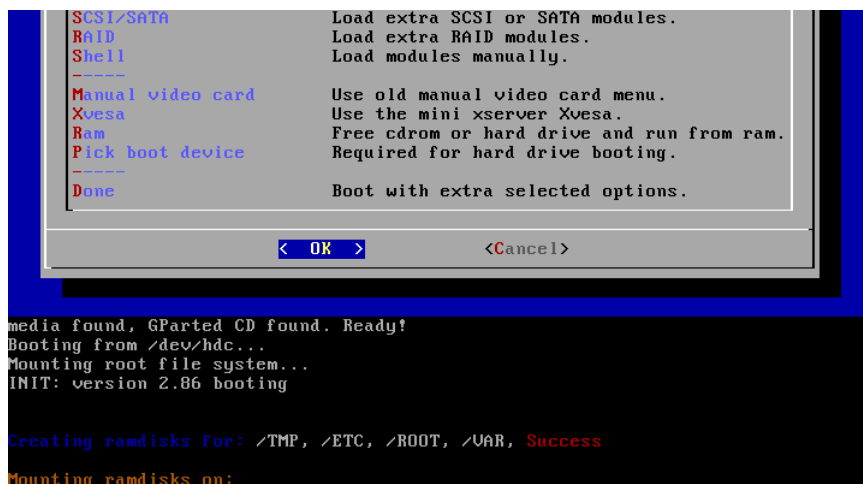 SCSI/SATA Load extra SCSI or SATA modules.
RAID Load extra RAID modules.
Shell Load modules manually.
-----
Manual video card Use old manual video card menu.
Xvesa Use the mini xserver Xvesa.
Ram Free cdrom or hard drive and run from ram.
Pick boot device Required for hard drive booting.
-----
Done Boot with extra selected options.
< OK > <Cancel>
media found, GParted CD found. Ready!
Booting from /dev/hdc...
Mounting root file system...
INIT: version 2.86 booting
Creating ramdisks for: /TMP, /ETC, /ROOT, /VAR, Success
Mounting ramdisks on: